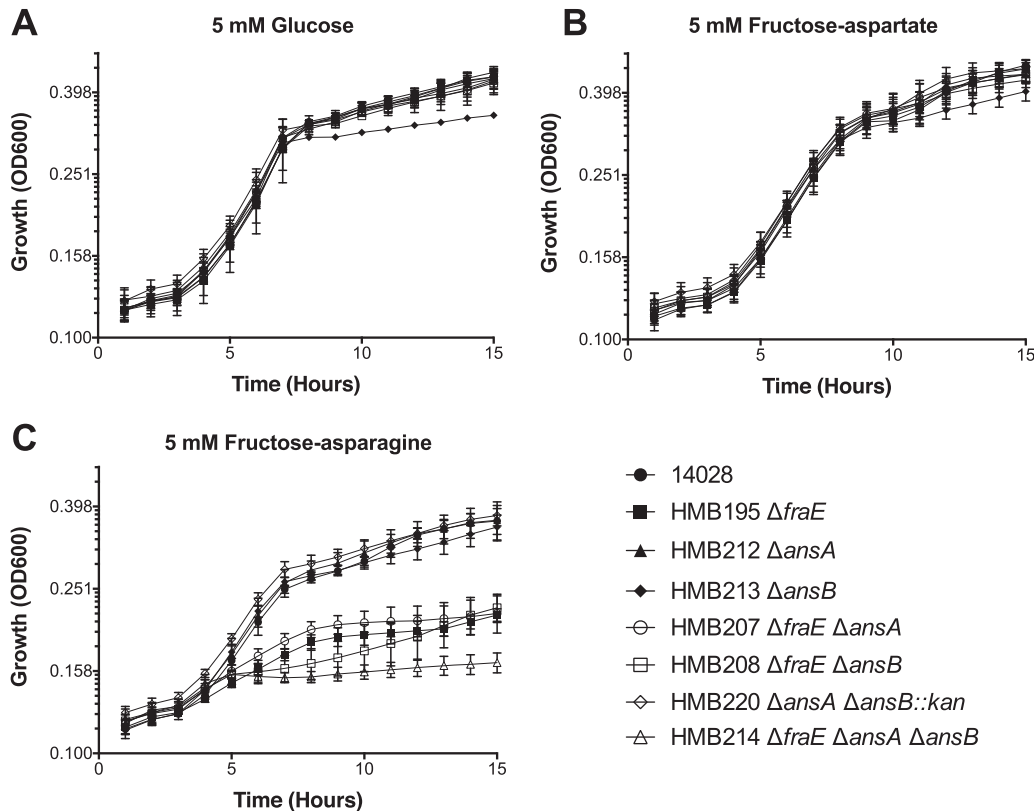 A
5 mM Glucose
Growth (OD600)
0.398
0.251
0.158
0.100
0 5 10 15
Time (Hours)
B
5 mM Fructose-aspartate
Growth (OD600)
0.398
0.251
0.158
0.100
0 5 10 15
Time (Hours)
C
5 mM Fructose-asparagine
Growth (OD600)
0.398
0.251
0.158
0.100
0 5 10 15
Time (Hours)
14028
HMB195 ΔfraE
HMB212 ΔansA
HMB213 ΔansB
HMB207 ΔfraE ΔansA
HMB208 ΔfraE ΔansB
HMB220 ΔansA ΔansB::kan
HMB214 ΔfraE ΔansA ΔansB